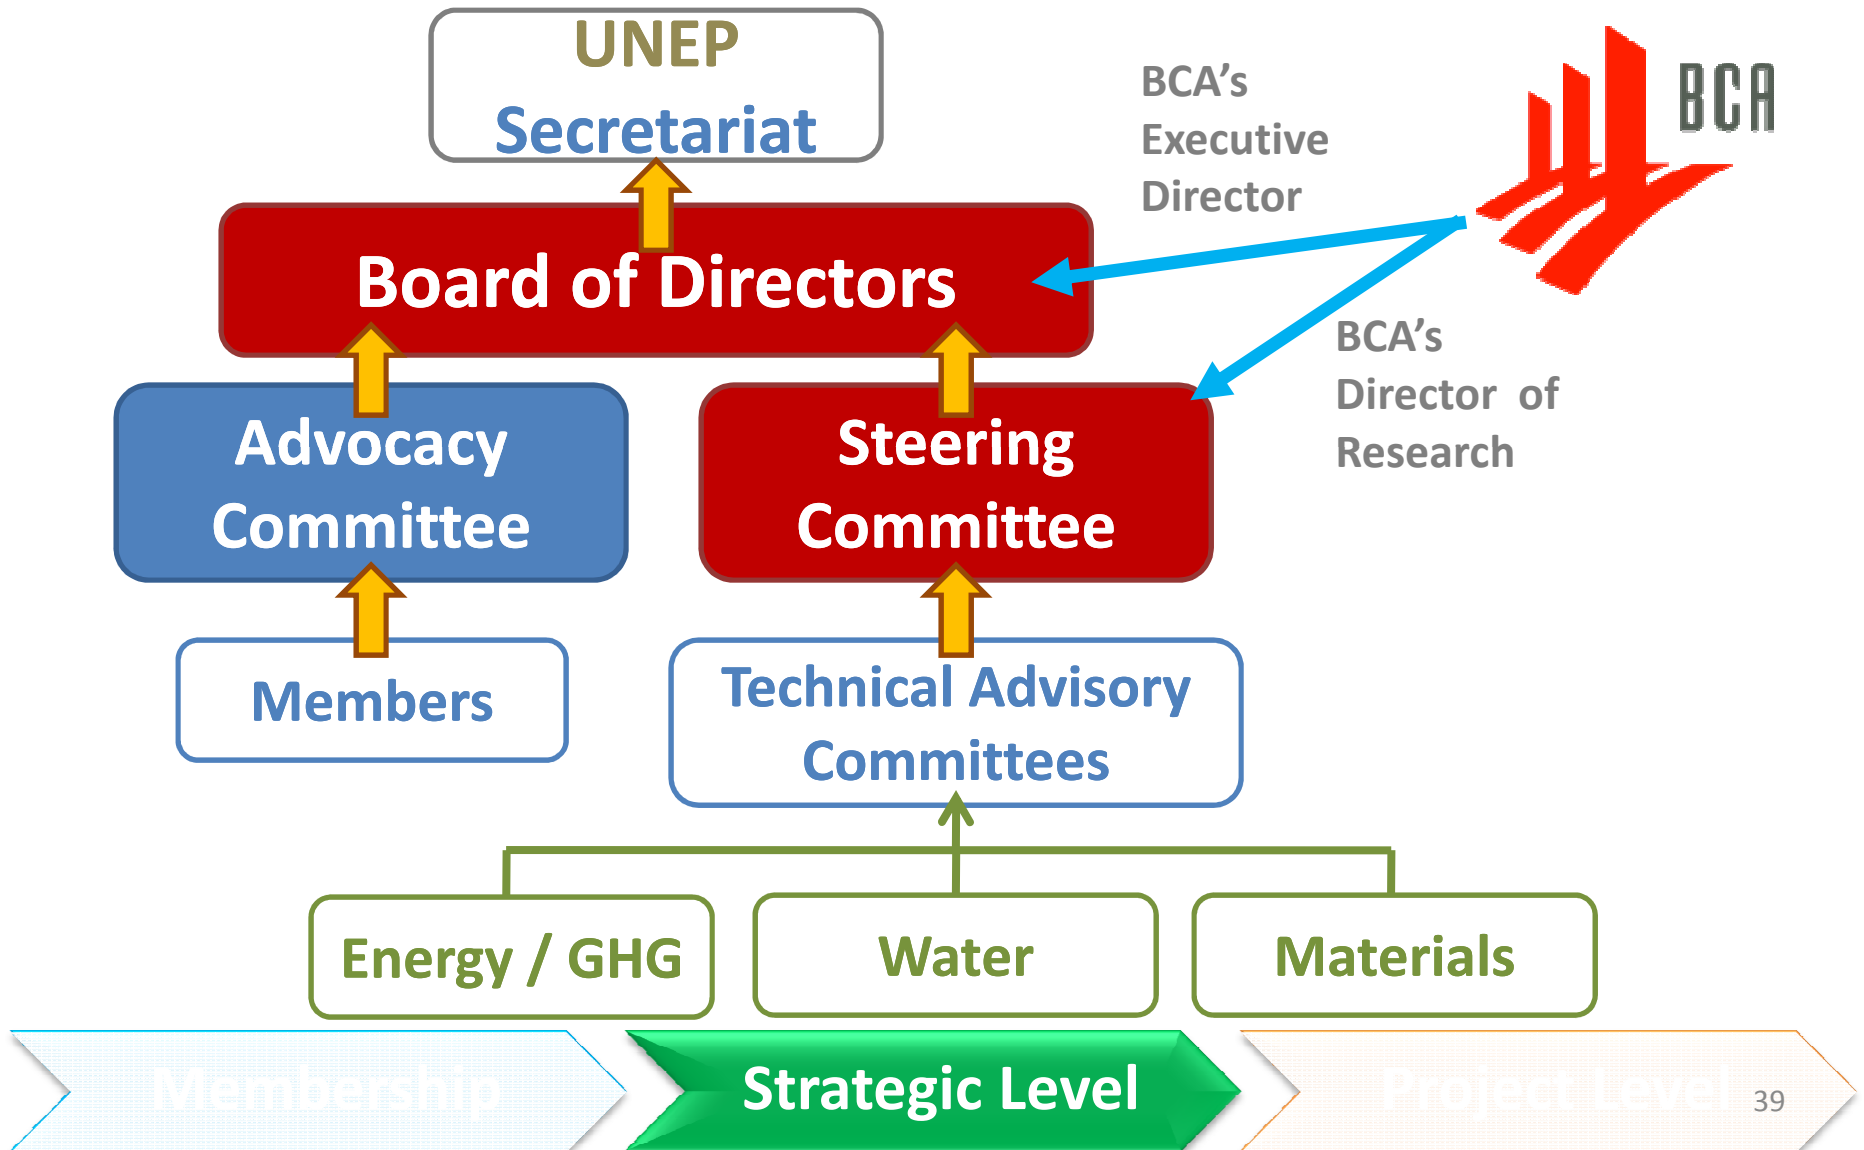 UNEP
Secretariat
BCA's
Executive
Director
BCA
Board of Directors
BCA's
Director of
Research
Advocacy
Committee
Steering
Committee
Members
Technical Advisory
Committees
Energy / GHG
Water
Materials
Membership
Strategic Level
Project Level
39